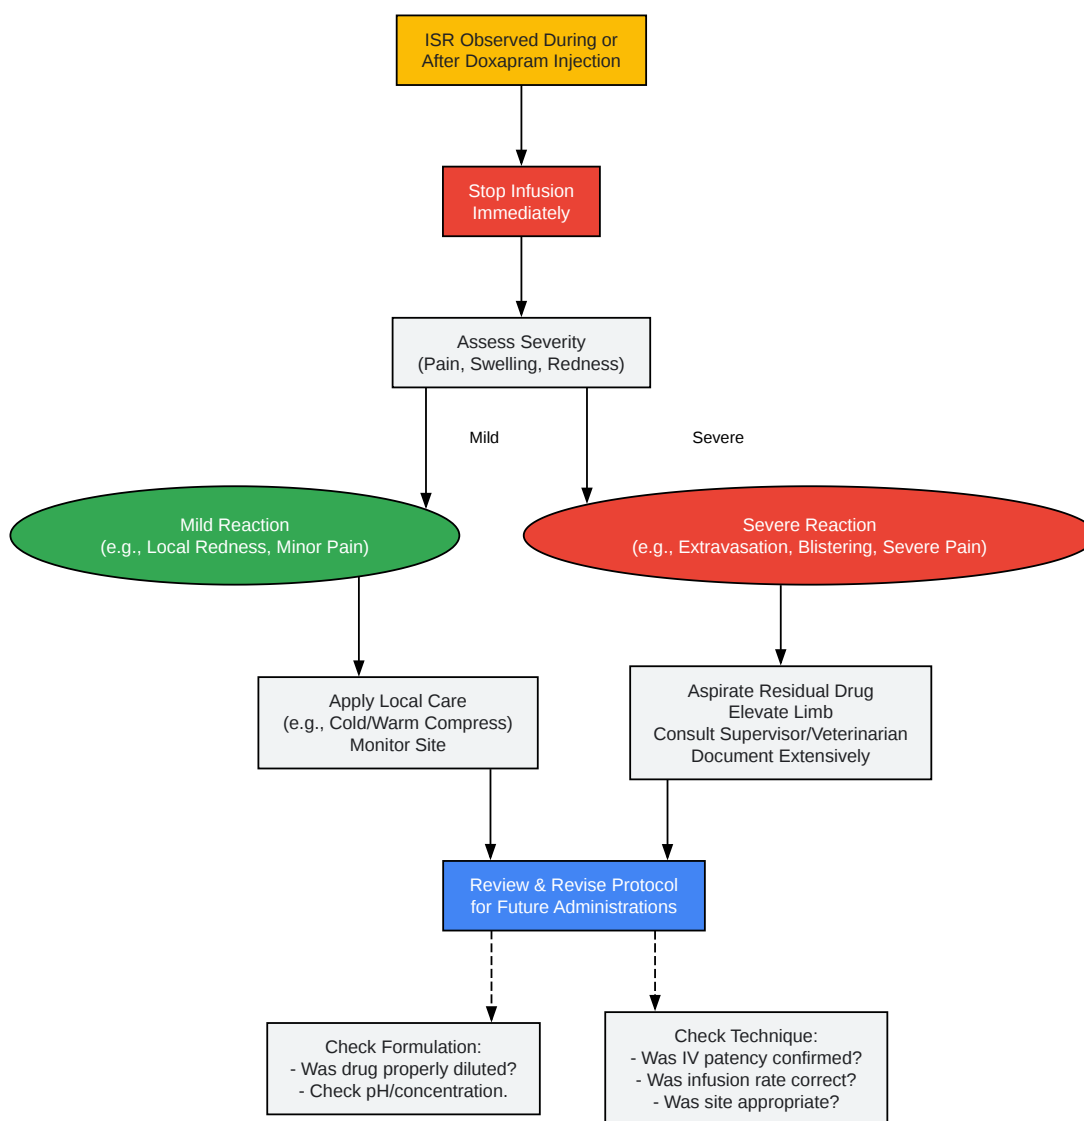 ISR Observed During or
After Doxapram Injection
Stop Infusion
Immediately
Assess Severity
(Pain, Swelling, Redness)
Mild
Severe
Mild Reaction
(e.g., Local Redness, Minor Pain)
Severe Reaction
(e.g., Extravasation, Blistering, Severe Pain)
Apply Local Care
(e.g., Cold/Warm Compress)
Monitor Site
Aspirate Residual Drug
Elevate Limb
Consult Supervisor/Veterinarian
Document Extensively
Review & Revise Protocol
for Future Administrations
Check Formulation:
- Was drug properly diluted?
- Check pH/concentration.
Check Technique:
- Was IV patency confirmed?
- Was infusion rate correct?
- Was site appropriate?